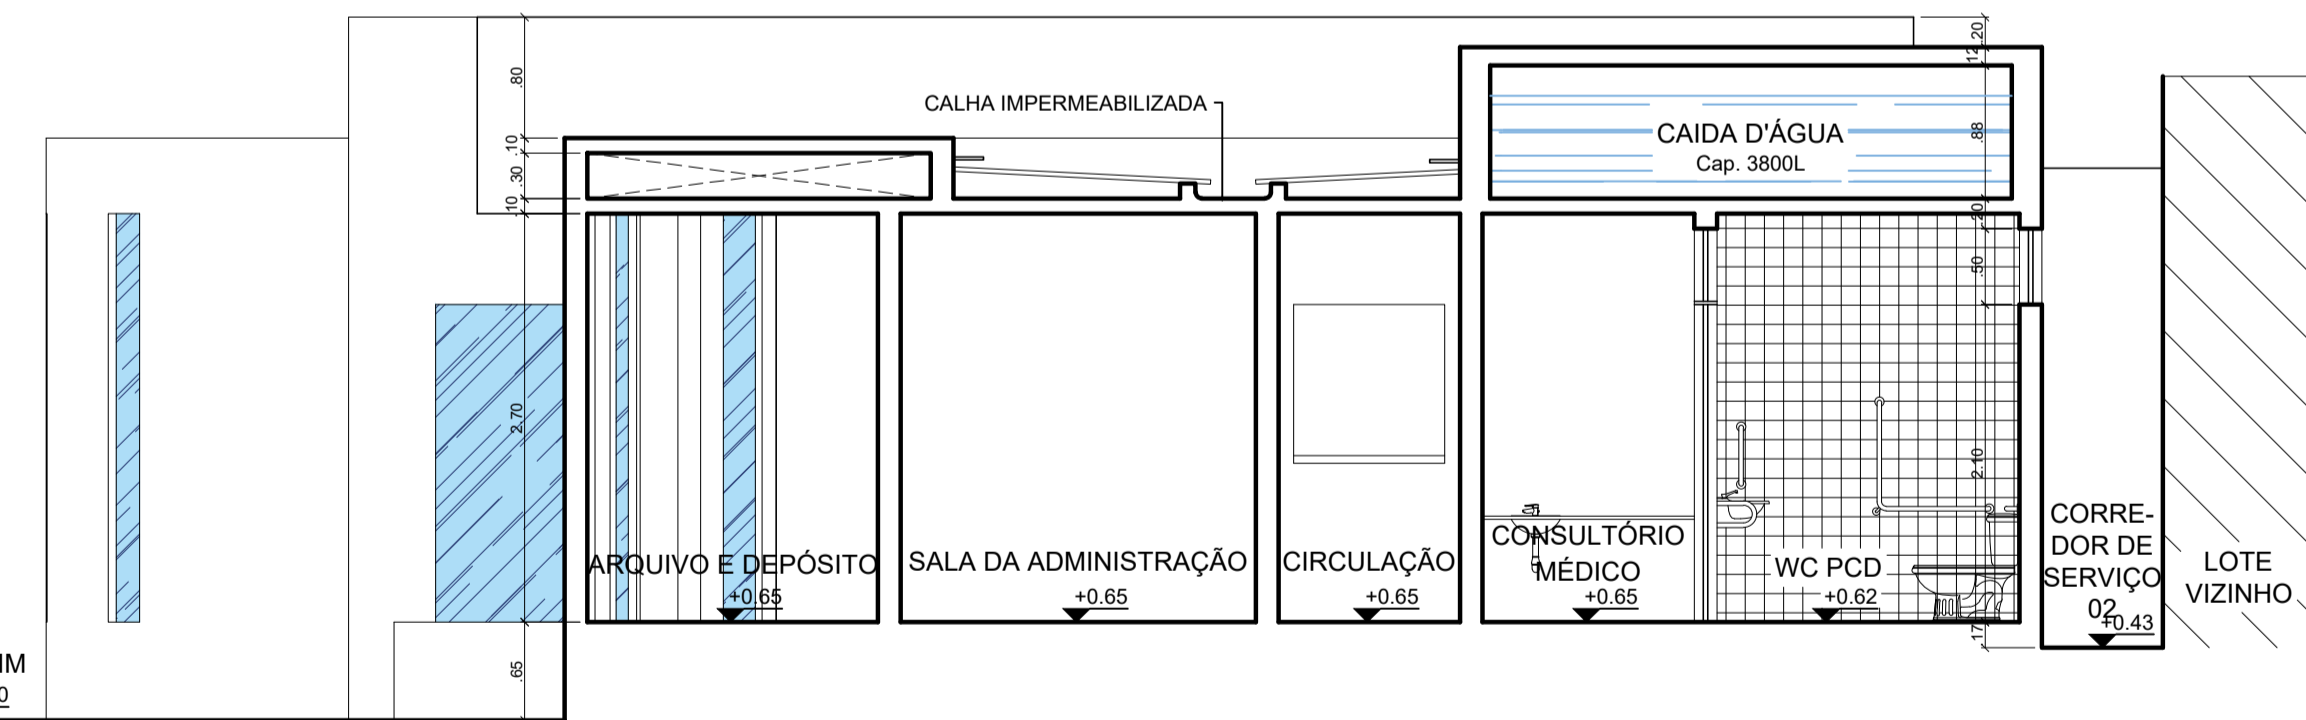 .80
.10
.30
.10
2.70
.65
CALHA IMPERMEABILIZADA
CAIDA D'ÁGUA
Cap. 3800L
.20
12
.88
.20
.50
2.10
17
ARQUIVO E DEPÓSITO
+0.65
SALA DA ADMINISTRAÇÃO
+0.65
CIRCULAÇÃO
+0.65
CONSULTÓRIO
MÉDICO
+0.65
WC PCD
+0.62
CORRE-
DOR DE
SERVIÇO
02
+0.43
LOTE
VIZINHO
IM
0